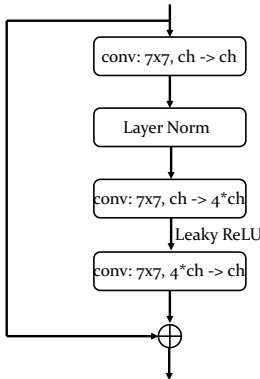 conv: 7x7, ch -> ch
Layer Norm
conv: 7x7, ch -> 4*ch
Leaky ReLU
conv: 7x7, 4*ch -> ch